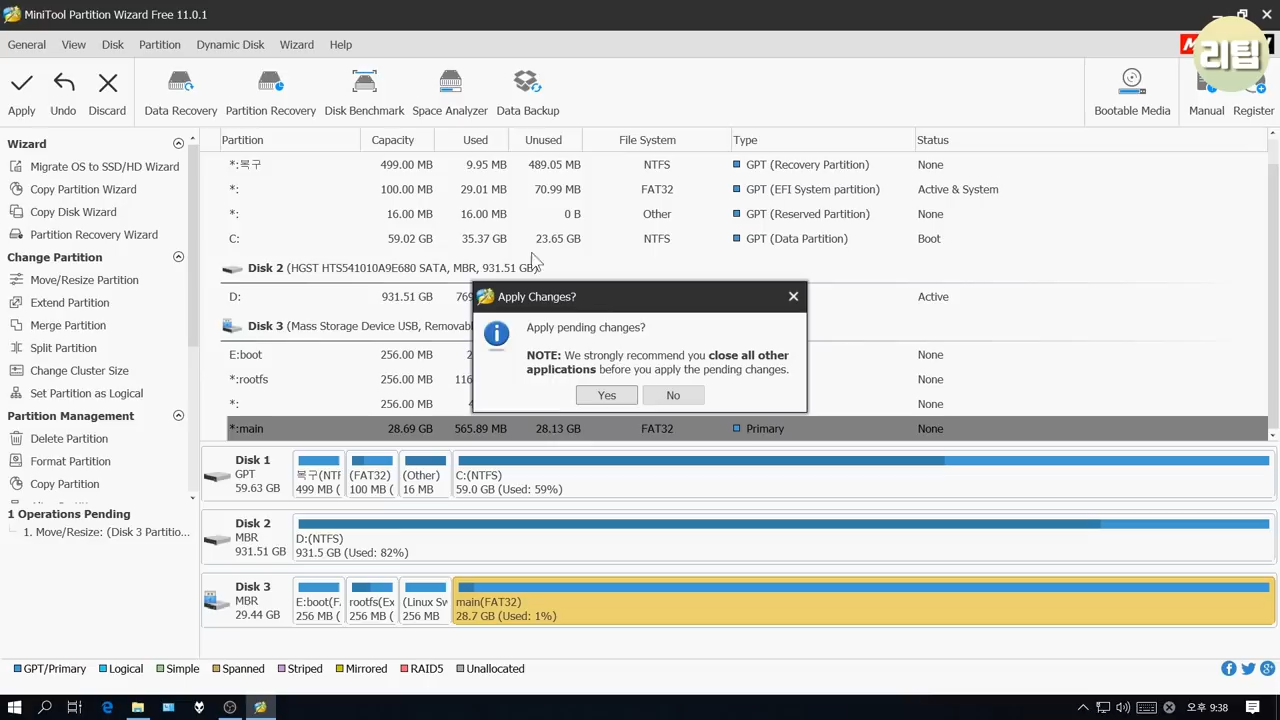 MiniTool Partition Wizard Free 11.0.1
General View Disk Partition Dynamic Disk Wizard Help
리팁
Apply Undo Discard Data Recovery Partition Recovery Disk Benchmark Space Analyzer Data Backup Bootable Media Manual Register
Wizard
Migrate OS to SSD/HD Wizard
Copy Partition Wizard
Copy Disk Wizard
Partition Recovery Wizard
Change Partition
Move/Resize Partition
Extend Partition
Merge Partition
Split Partition
Change Cluster Size
Set Partition as Logical
Partition Management
Delete Partition
Format Partition
Copy Partition
1 Operations Pending
1. Move/Resize: (Disk 3 Partitio...
Partition Capacity Used Unused File System Type Status
*:복구 499.00 MB 9.95 MB 489.05 MB NTFS GPT (Recovery Partition) None
*: 100.00 MB 29.01 MB 70.99 MB FAT32 GPT (EFI System partition) Active & System
*: 16.00 MB 16.00 MB 0 B Other GPT (Reserved Partition) None
C: 59.02 GB 35.37 GB 23.65 GB NTFS GPT (Data Partition) Boot
Disk 2 (HGST HTS541010A9E680 SATA, MBR, 931.51 GB)
D: 931.51 GB Active
Disk 3 (Mass Storage Device USB, Removab
E:boot 256.00 MB None
*:rootfs 256.00 MB None
*: 256.00 MB None
*:main 28.69 GB 565.89 MB 28.13 GB FAT32 Primary None
Apply Changes?
Apply pending changes?
NOTE: We strongly recommend you close all other
applications before you apply the pending changes.
Yes No
Disk 1
GPT
59.63 GB
복구(NTF
499 MB (
(FAT32)
100 MB (
(Other)
16 MB
C:(NTFS)
59.0 GB (Used: 59%)
Disk 2
MBR
931.51 GB
D:(NTFS)
931.5 GB (Used: 82%)
Disk 3
MBR
29.44 GB
E:boot(F.
256 MB (
rootfs(Ex
256 MB (
(Linux Sw
256 MB
main(FAT32)
28.7 GB (Used: 1%)
GPT/Primary Logical Simple Spanned Striped Mirrored RAID5 Unallocated
오후 9:38